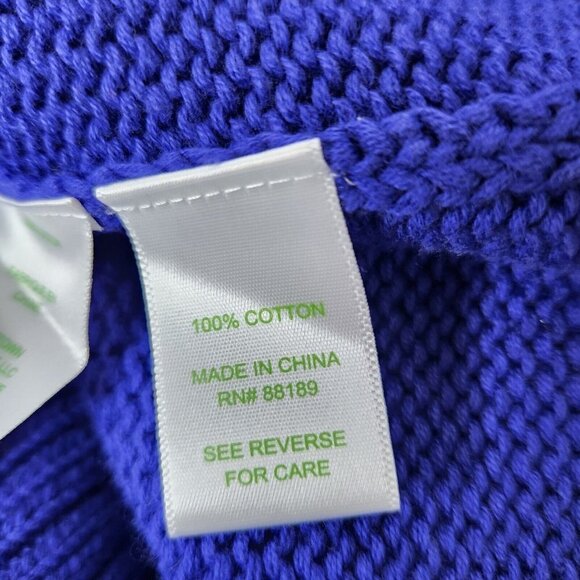 100% COTTON
MADE IN CHINA
RN# 88189
SEE REVERSE
FOR CARE